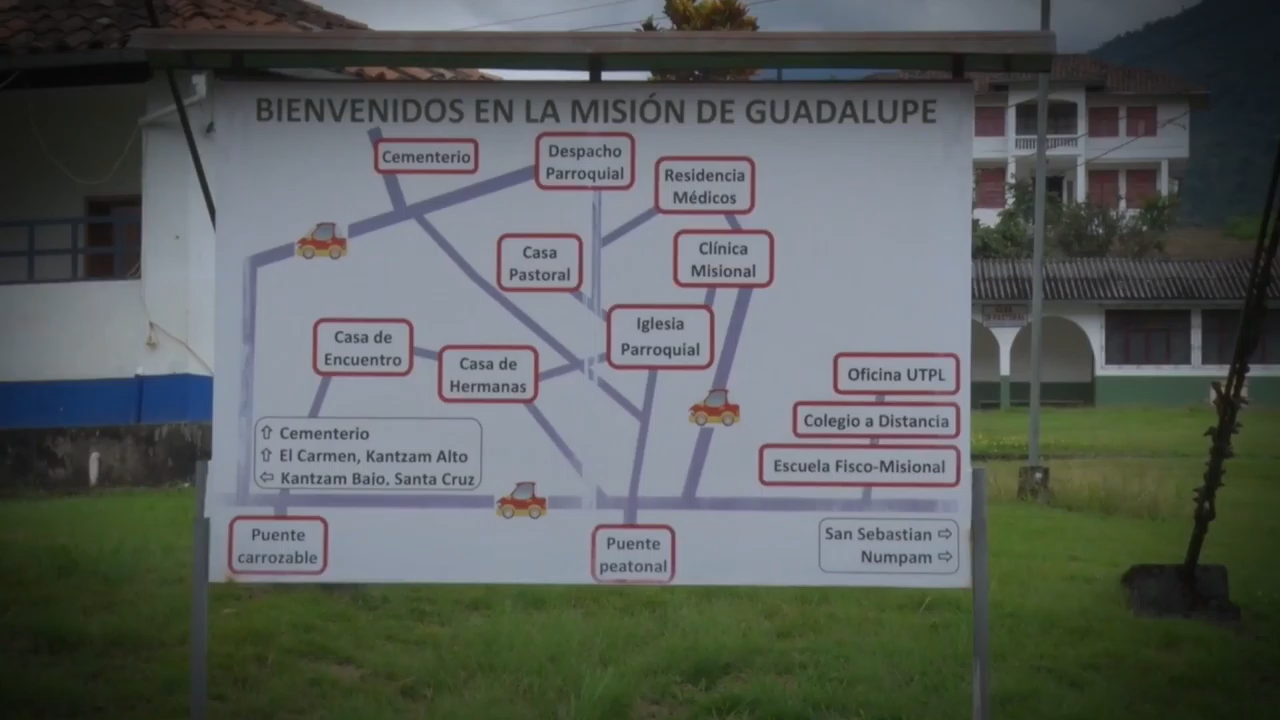 BIENVENIDOS EN LA MISIÓN DE GUADALUPE
Cementerio
Despacho
Parroquial
Residencia
Médicos
Casa
Pastoral
Clínica
Misional
Casa de
Encuentro
Casa de
Hermanas
Iglesia
Parroquial
Oficina UTPL
Colegio a Distancia
Escuela Fisco-Misional
⇧ Cementerio
⇧ El Carmen, Kantzam Alto
⇦ Kantzam Bajo, Santa Cruz
Puente
carrozable
Puente
peatonal
San Sebastian ⇨
Numpam ⇨